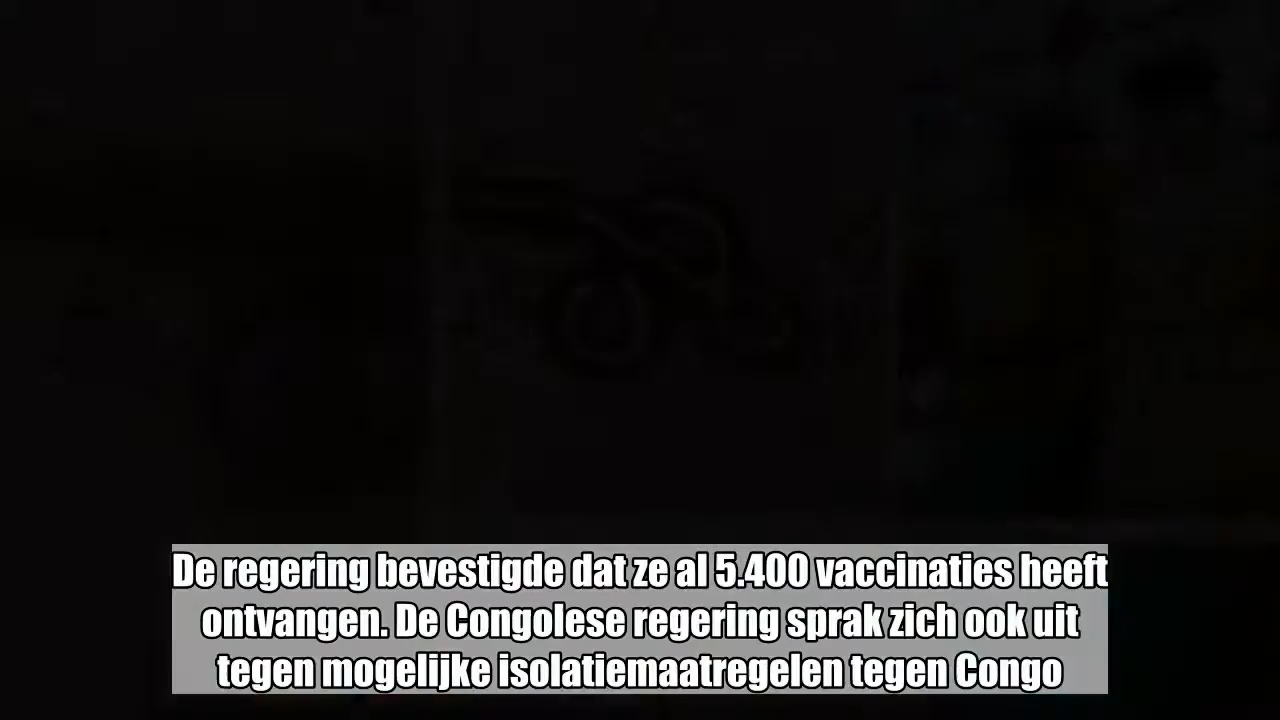 De regering bevestigde dat ze al 5.400 vaccinaties heeft
ontvangen. De Congolese regering sprak zich ook uit
tegen mogelijke isolatiemaatregelen tegen Congo